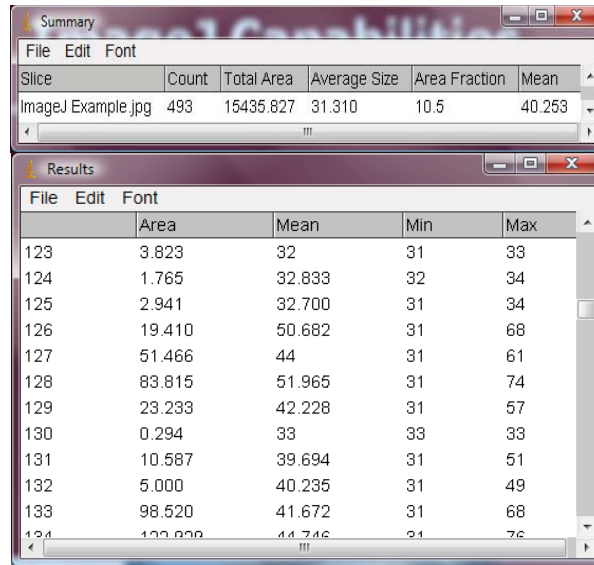 Summary
File Edit Font
Slice Count Total Area Average Size Area Fraction Mean
ImageJ Example.jpg 493 15435.827 31.310 10.5 40.253
Results
File Edit Font
Area Mean Min Max
123 3.823 32 31 33
124 1.765 32.833 32 34
125 2.941 32.700 31 34
126 19.410 50.682 31 68
127 51.466 44 31 61
128 83.815 51.965 31 74
129 23.233 42.228 31 57
130 0.294 33 33 33
131 10.587 39.694 31 51
132 5.000 40.235 31 49
133 98.520 41.672 31 68